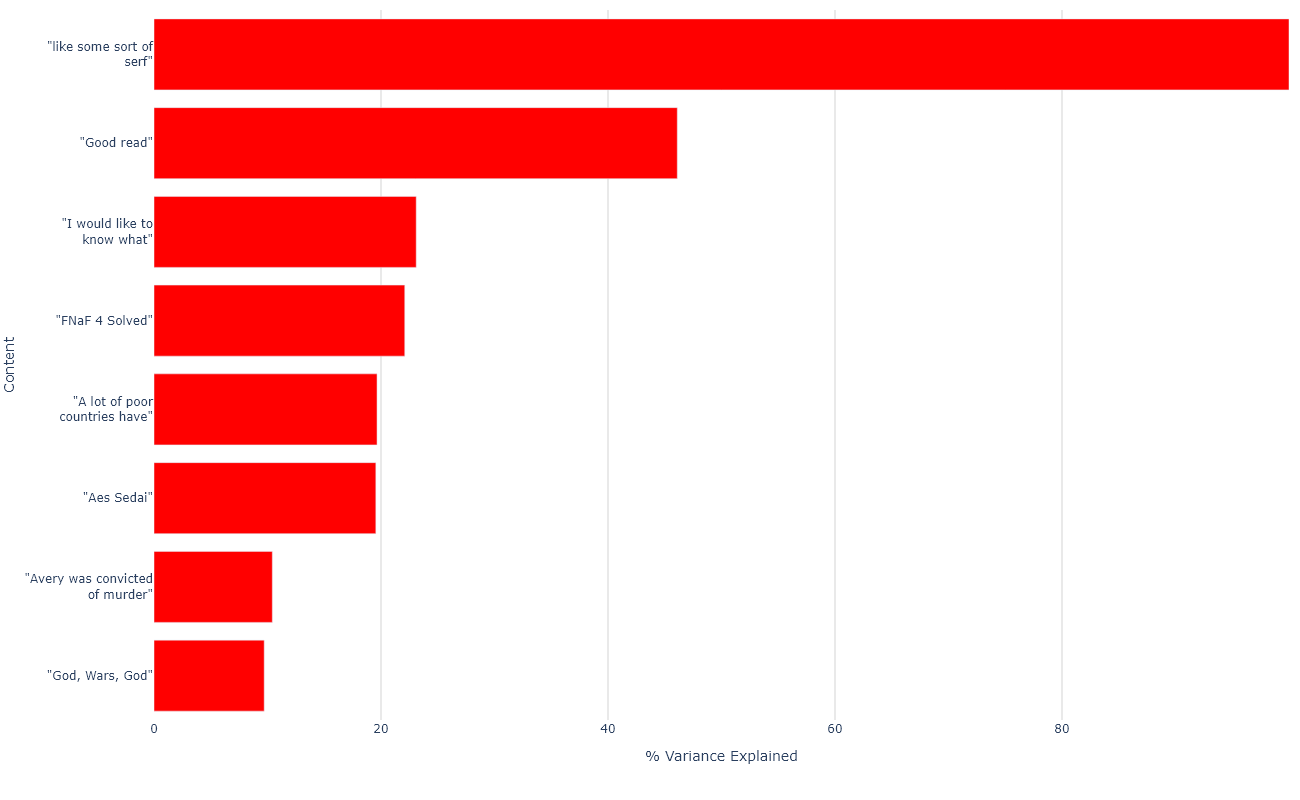 "like some sort of
serf"
"Good read"
"I would like to
know what"
"FNaF 4 Solved"
"A lot of poor
countries have"
"Aes Sedai"
"Avery was convicted
of murder"
"God, Wars, God"
Content
0 20 40 60 80
% Variance Explained